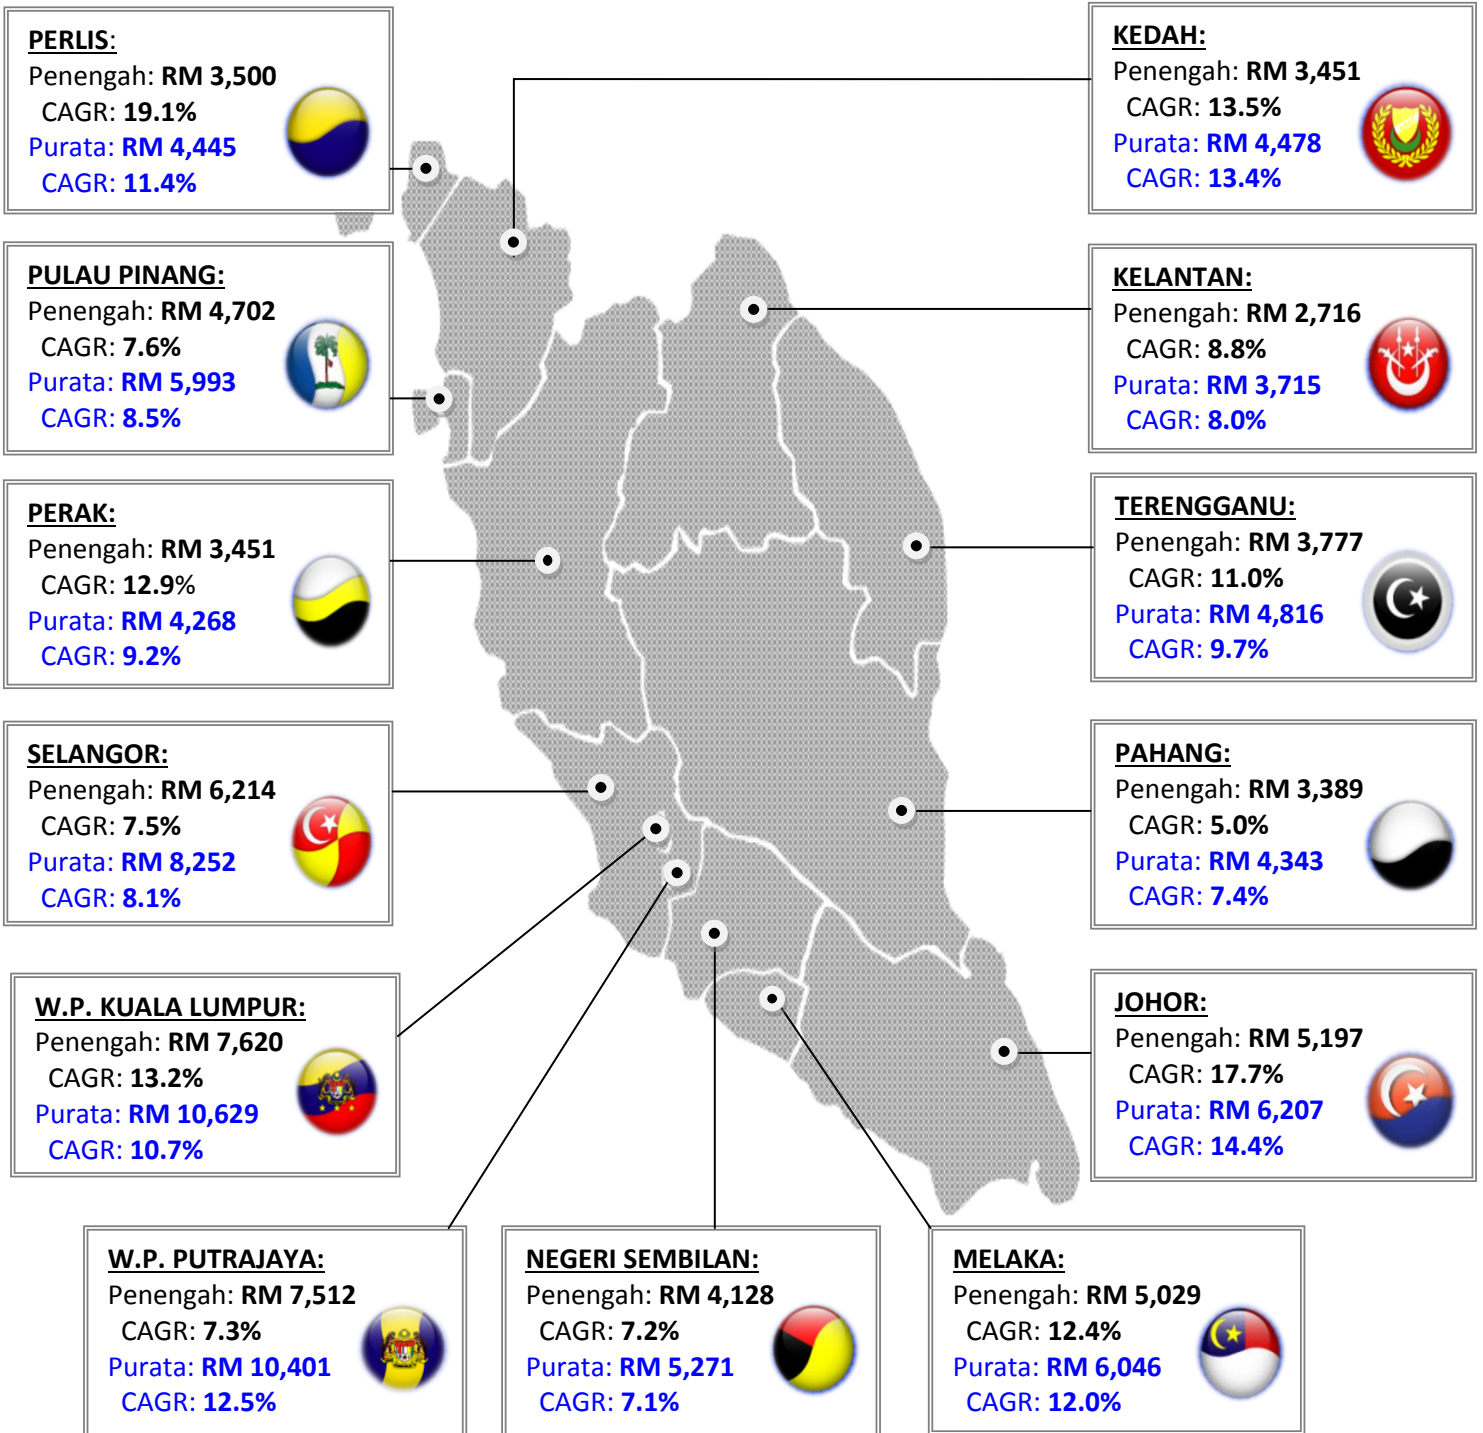 PERLIS:
Penengah: RM 3,500
CAGR: 19.1%
Purata: RM 4,445
CAGR: 11.4%
KEDAH:
Penengah: RM 3,451
CAGR: 13.5%
Purata: RM 4,478
CAGR: 13.4%
PULAU PINANG:
Penengah: RM 4,702
CAGR: 7.6%
Purata: RM 5,993
CAGR: 8.5%
KELANTAN:
Penengah: RM 2,716
CAGR: 8.8%
Purata: RM 3,715
CAGR: 8.0%
PERAK:
Penengah: RM 3,451
CAGR: 12.9%
Purata: RM 4,268
CAGR: 9.2%
TERENGGANU:
Penengah: RM 3,777
CAGR: 11.0%
Purata: RM 4,816
CAGR: 9.7%
SELANGOR:
Penengah: RM 6,214
CAGR: 7.5%
Purata: RM 8,252
CAGR: 8.1%
PAHANG:
Penengah: RM 3,389
CAGR: 5.0%
Purata: RM 4,343
CAGR: 7.4%
W.P. KUALA LUMPUR:
Penengah: RM 7,620
CAGR: 13.2%
Purata: RM 10,629
CAGR: 10.7%
JOHOR:
Penengah: RM 5,197
CAGR: 17.7%
Purata: RM 6,207
CAGR: 14.4%
W.P. PUTRAJAYA:
Penengah: RM 7,512
CAGR: 7.3%
Purata: RM 10,401
CAGR: 12.5%
NEGERI SEMBILAN:
Penengah: RM 4,128
CAGR: 7.2%
Purata: RM 5,271
CAGR: 7.1%
MELAKA:
Penengah: RM 5,029
CAGR: 12.4%
Purata: RM 6,046
CAGR: 12.0%